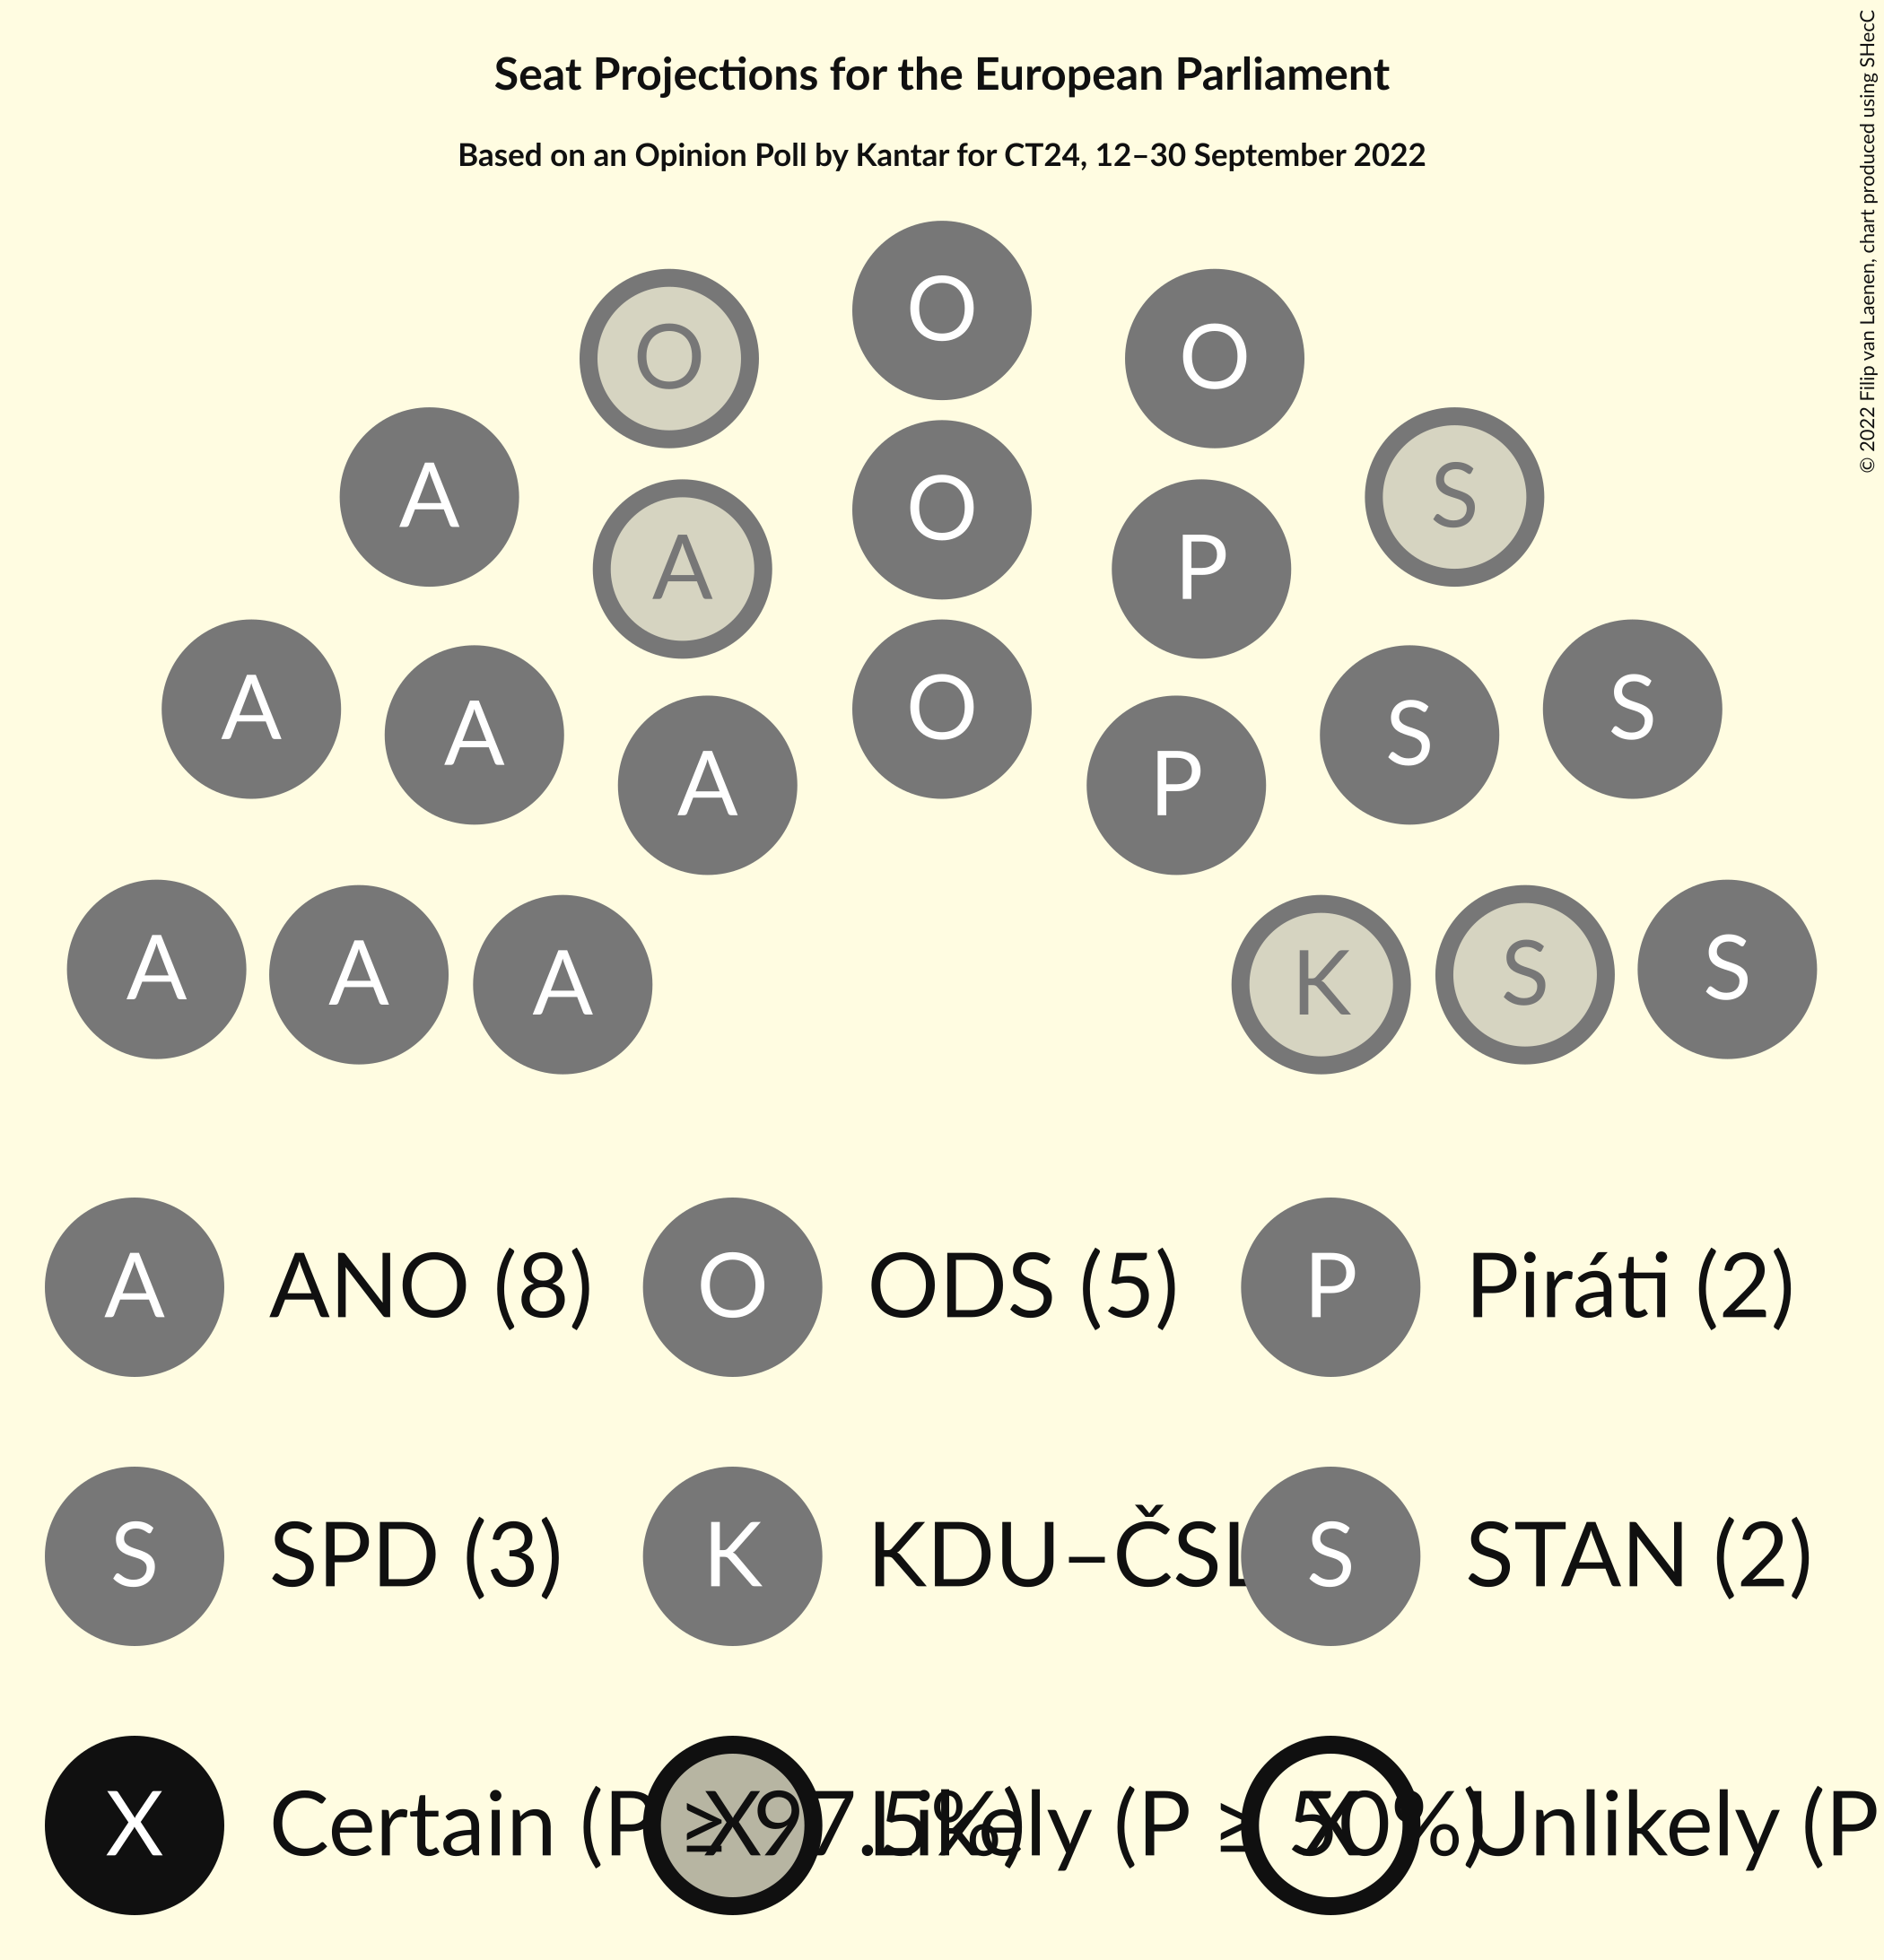 Seat Projections for the European Parliament
Based on an Opinion Poll by Kantar for CT24, 12–30 September 2022
© 2022 Filip van Laenen, chart produced using SHecC
O
O O
A O S
A P
A O S
A S
A P
A A A K S S
A ANO (8) O ODS (5) P Piráti (2)
S SPD (3) K KDU–ČSL S STAN (2)
X Certain (P ≥ 97.5%) X Likely (P ≥ 50%) X Unlikely (P